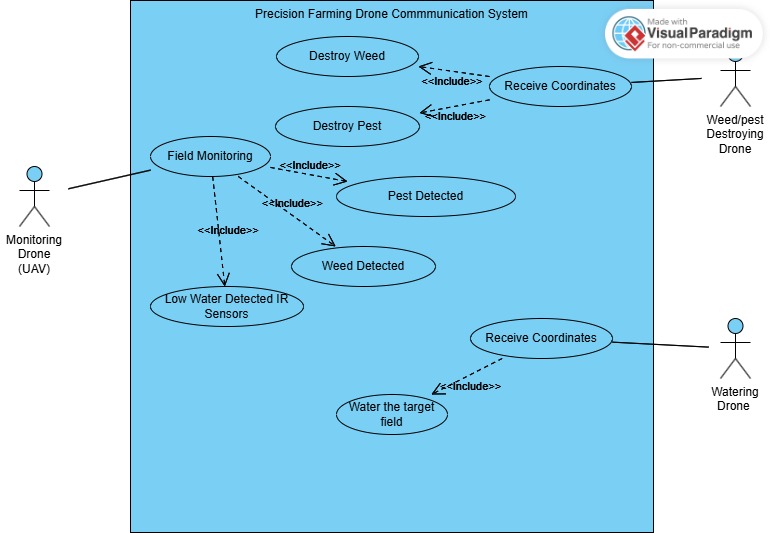 Precision Farming Drone Commmunication System
Made with
VisualParadigm
For non-commercial use
Destroy Weed
<<Include>>
Receive Coordinates
<<Include>>
Destroy Pest
Weed/pest
Destroying
Drone
Field Monitoring
<<Include>>
Pest Detected
<<Include>>
<<Include>>
Monitoring
Drone
(UAV)
Weed Detected
Low Water Detected IR
Sensors
Receive Coordinates
<<Include>>
Water the target
field
Watering
Drone